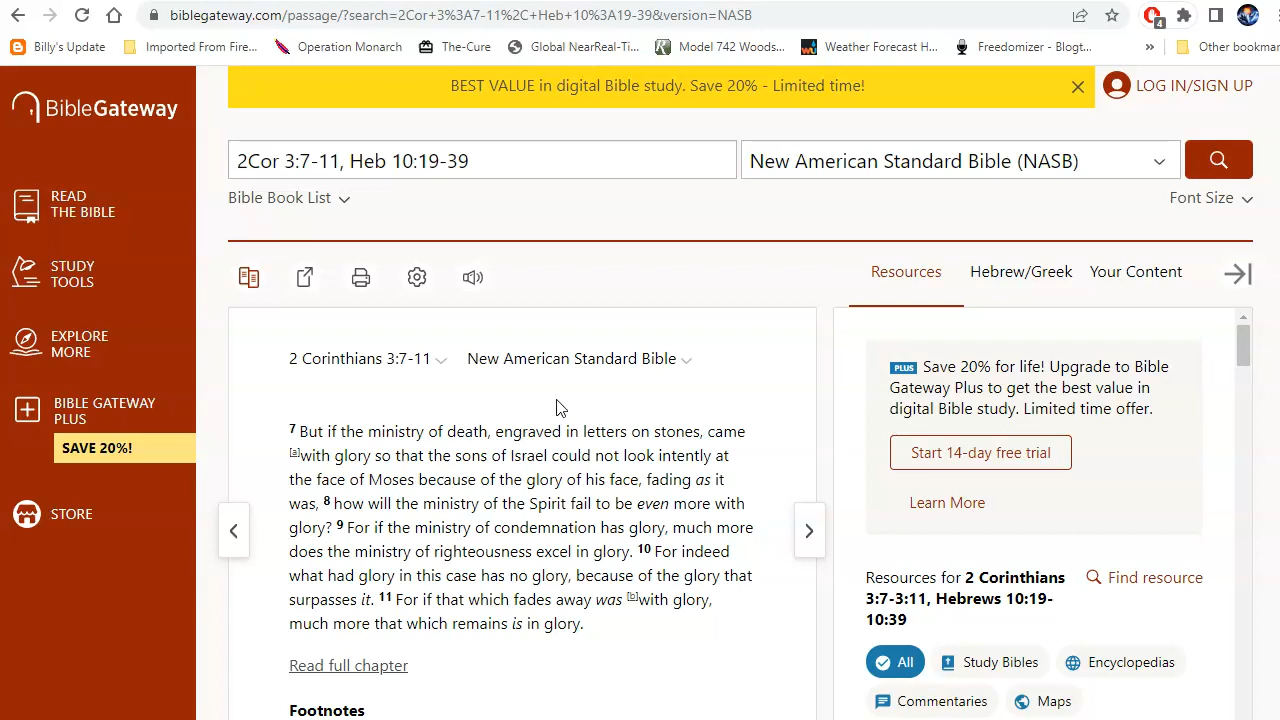 biblegateway.com/passage/?search=2Cor+3%3A7-11%2C+Heb+10%3A19-39&version=NASB
4
Billy's Update Imported From Fire... Operation Monarch The-Cure Global NearReal-Ti... Model 742 Woods... Weather Forecast H... Freedomizer - Blogt... » Other bookmar
BibleGateway
BEST VALUE in digital Bible study. Save 20% - Limited time!
LOG IN/SIGN UP
2Cor 3:7-11, Heb 10:19-39
New American Standard Bible (NASB)
Bible Book List
Font Size
READ
THE BIBLE
STUDY
TOOLS
EXPLORE
MORE
BIBLE GATEWAY
PLUS
SAVE 20%!
STORE
Resources Hebrew/Greek Your Content
2 Corinthians 3:7-11 New American Standard Bible
7 But if the ministry of death, engraved in letters on stones, came
[a]with glory so that the sons of Israel could not look intently at
the face of Moses because of the glory of his face, fading as it
was, 8 how will the ministry of the Spirit fail to be even more with
glory? 9 For if the ministry of condemnation has glory, much more
does the ministry of righteousness excel in glory. 10 For indeed
what had glory in this case has no glory, because of the glory that
surpasses it. 11 For if that which fades away was [b]with glory,
much more that which remains is in glory.
Read full chapter
Footnotes
PLUS Save 20% for life! Upgrade to Bible
Gateway Plus to get the best value in
digital Bible study. Limited time offer.
Start 14-day free trial
Learn More
Resources for 2 Corinthians
3:7-3:11, Hebrews 10:19-
10:39
Find resource
All Study Bibles Encyclopedias
Commentaries Maps